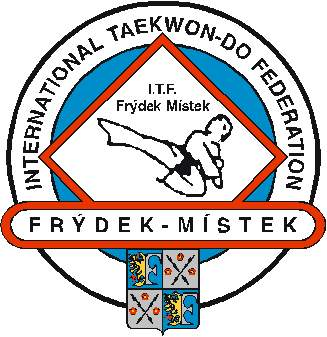 INTERNATIONAL TAEKWON-DO FEDERATION
I.T.F.
Frýdek Místek
FRÝDEK-MÍSTEK